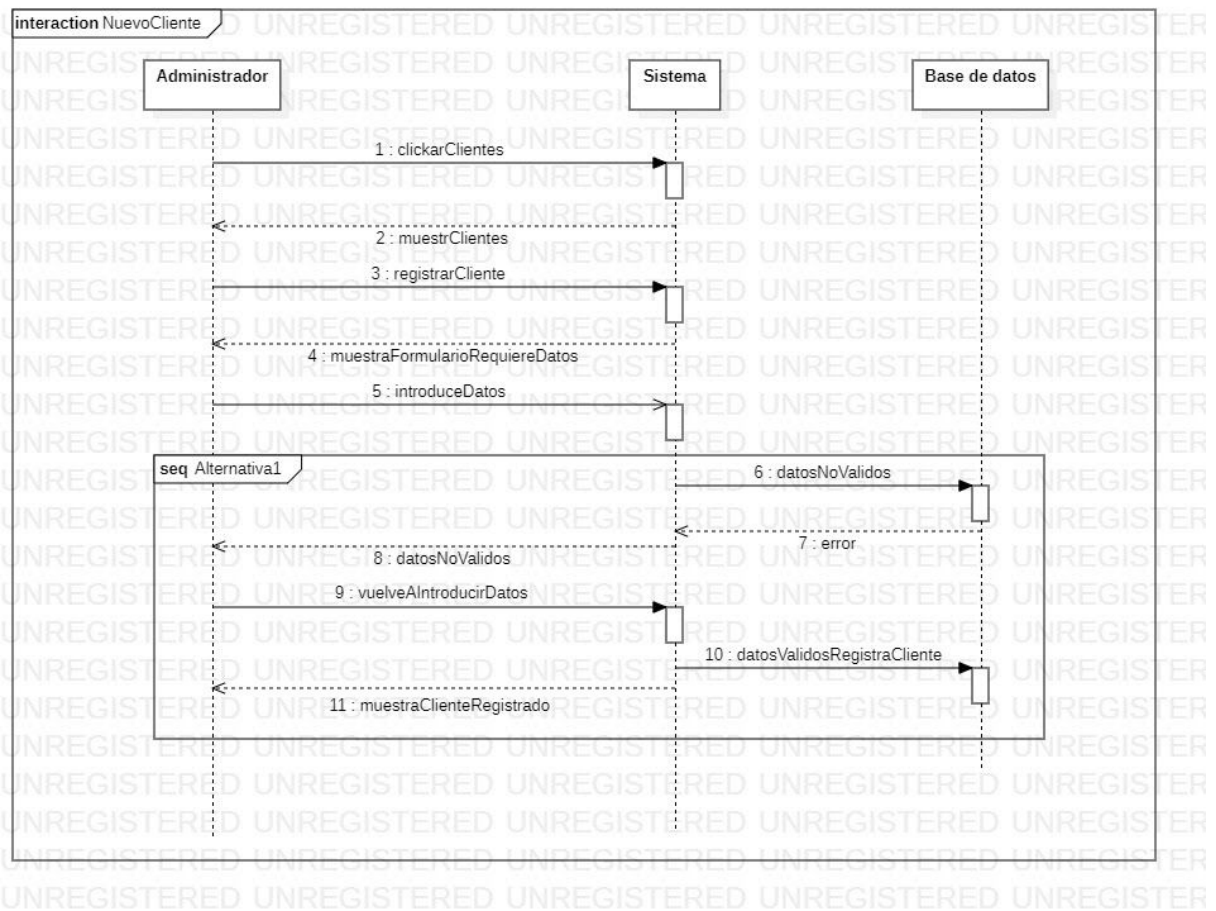 interaction NuevoCliente
Administrador
Sistema
Base de datos
1 : clickarClientes
2 : muestrClientes
3 : registrarCliente
4 : muestraFormularioRequiereDatos
5 : introduceDatos
seq Alternativa1
6 : datosNoValidos
7 : error
8 : datosNoValidos
9 : vuelveAIntroducirDatos
10 : datosValidosRegistraCliente
11 : muestraClienteRegistrado
UNREGISTERED